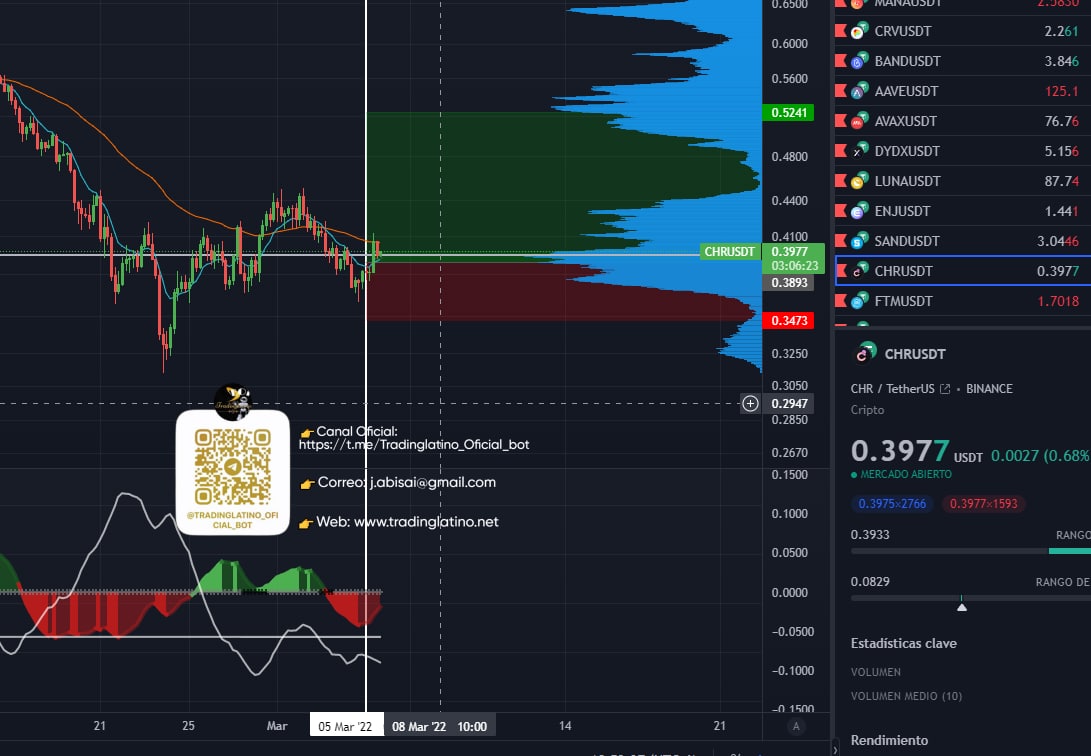 0.6500
0.6000
0.5600
0.5241
0.4800
0.4400
0.4100
CHRUSDT 0.3977
03:06:23
0.3893
0.3473
0.3250
0.3050
0.2947
0.2850
0.2670
0.1500
0.1000
0.0500
0.0000
−0.0500
−0.1000
−0.1500
@TRADINGLATINO_OFI
CIAL_BOT
Canal Oficial:
https://t.me/Tradinglatino_Oficial_bot
Correo: j.abisai@gmail.com
Web: www.tradinglatino.net
21 25 Mar 05 Mar '22 08 Mar '22 10:00 14 21
A
MANAUSDT 2.5830
CRVUSDT 2.261
BANDUSDT 3.846
AAVEUSDT 125.1
AVAXUSDT 76.76
DYDXUSDT 5.156
LUNAUSDT 87.74
ENJUSDT 1.441
SANDUSDT 3.0446
CHRUSDT 0.3977
FTMUSDT 1.7018
CHRUSDT
CHR / TetherUS • BINANCE
Cripto
0.3977 USDT 0.0027 (0.68%
MERCADO ABIERTO
0.3975×2766 0.3977×1593
0.3933 RANGO
0.0829 RANGO DE
Estadísticas clave
VOLUMEN
VOLUMEN MEDIO (10)
Rendimiento